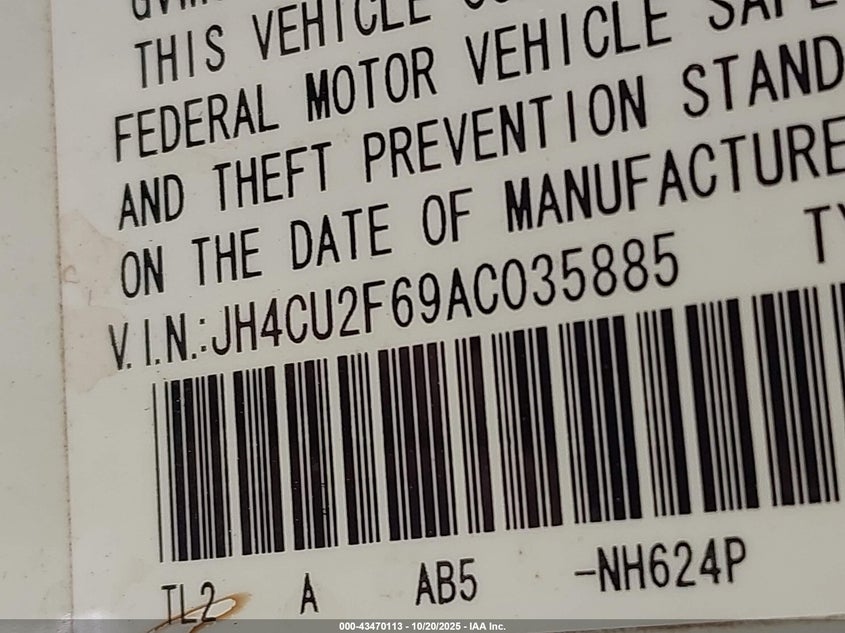 THIS VEHICLE
FEDERAL MOTOR VEHICLE
AND THEFT PREVENTION STAND
ON THE DATE OF MANUFACTURE
V.I.N.:JH4CU2F69AC035885
TL2 A AB5 -NH624P
000-43470113 - 10/20/2025 - IAA Inc.